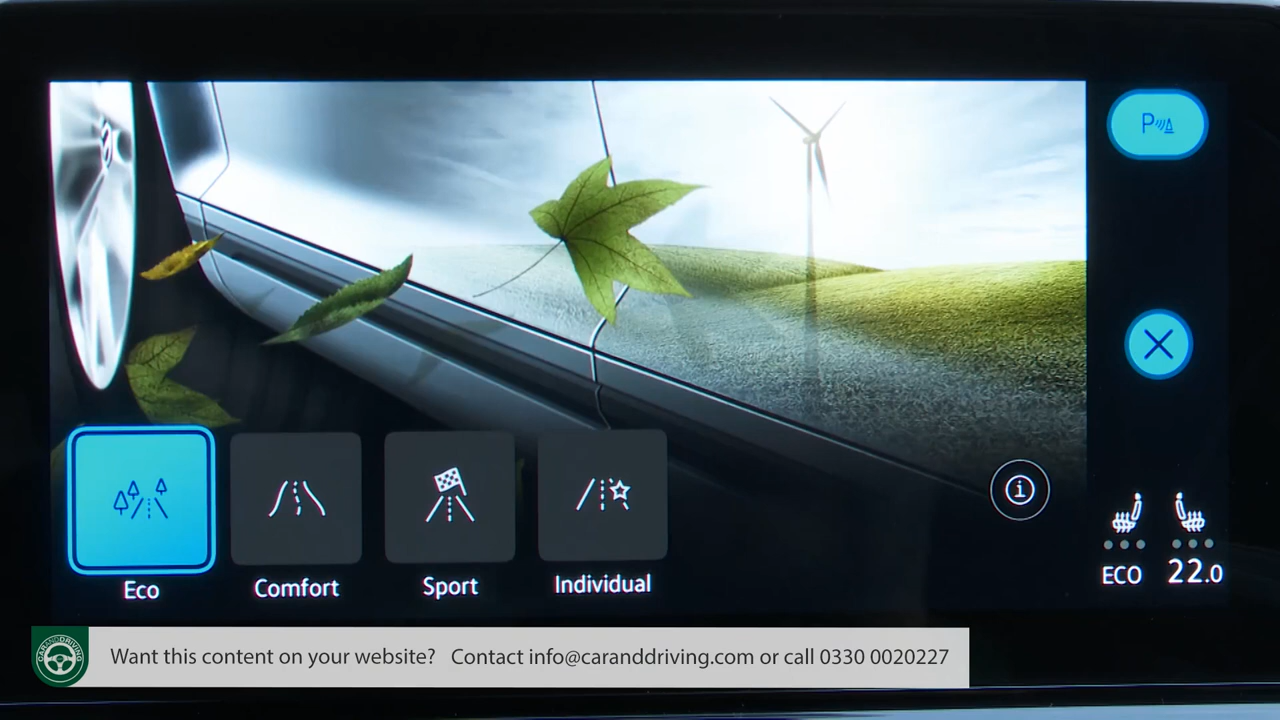 P
Eco
Comfort
Sport
Individual
ECO
22.0
CARANDDRIVING
Want this content on your website? Contact info@caranddriving.com or call 0330 0020227